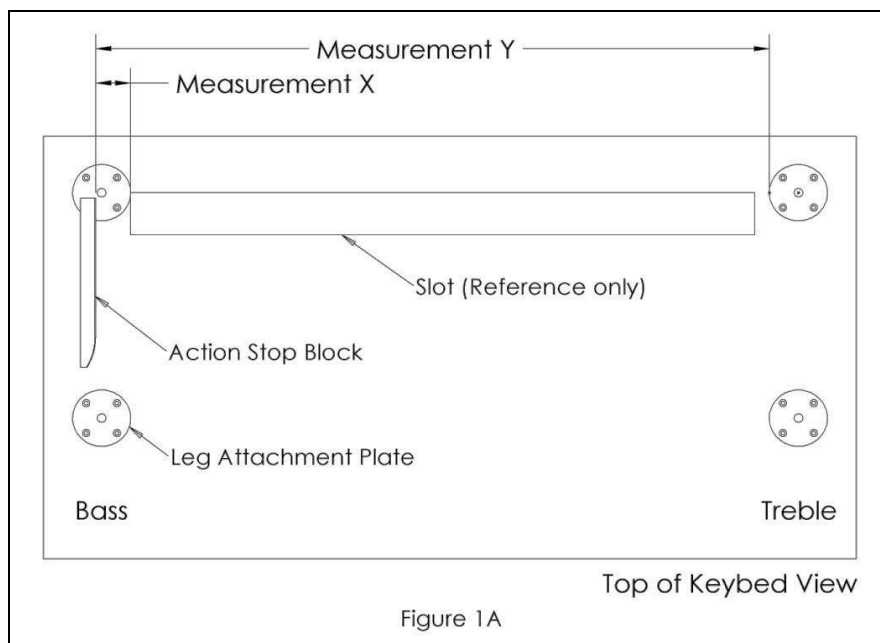 Measurement Y
Measurement X
Slot (Reference only)
Action Stop Block
Leg Attachment Plate
Bass
Treble
Top of Keybed View
Figure 1A